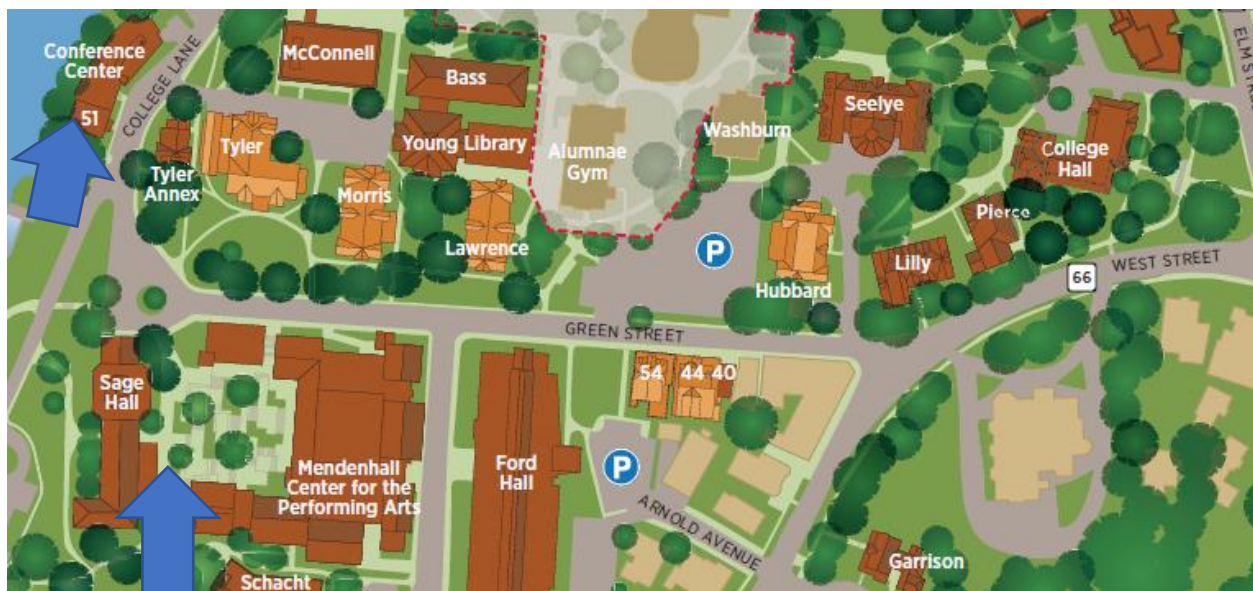 Conference
Center
51
COLLEGE LANE
McConnell
Bass
Young Library
Tyler
Tyler
Annex
Morris
Lawrence
Alumnae
Gym
Washburn
Seelye
College
Hall
Pierce
Lilly
Hubbard
P
66
WEST STREET
GREEN STREET
54
44
40
Sage
Hall
Mendenhall
Center for the
Performing Arts
Ford
Hall
P
ARNOLD AVENUE
Garrison
Schacht